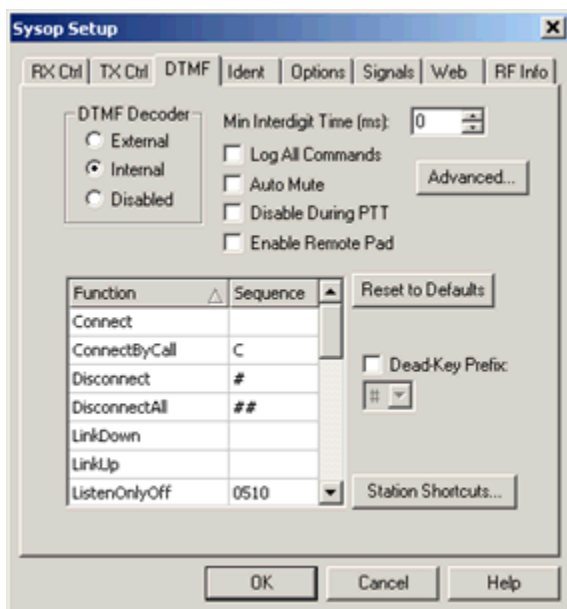 Sysop Setup
RX Ctrl TX Ctrl DTMF Ident Options Signals Web RF Info
DTMF Decoder
External
Internal
Disabled
Min Interdigit Time (ms): 0
Log All Commands
Auto Mute
Disable During PTT
Enable Remote Pad
Advanced...
Function Sequence
Connect
ConnectByCall C
Disconnect #
DisconnectAll ##
LinkDown
LinkUp
ListenOnlyOff 0510
Reset to Defaults
Dead-Key Prefix:
#
Station Shortcuts...
OK Cancel Help